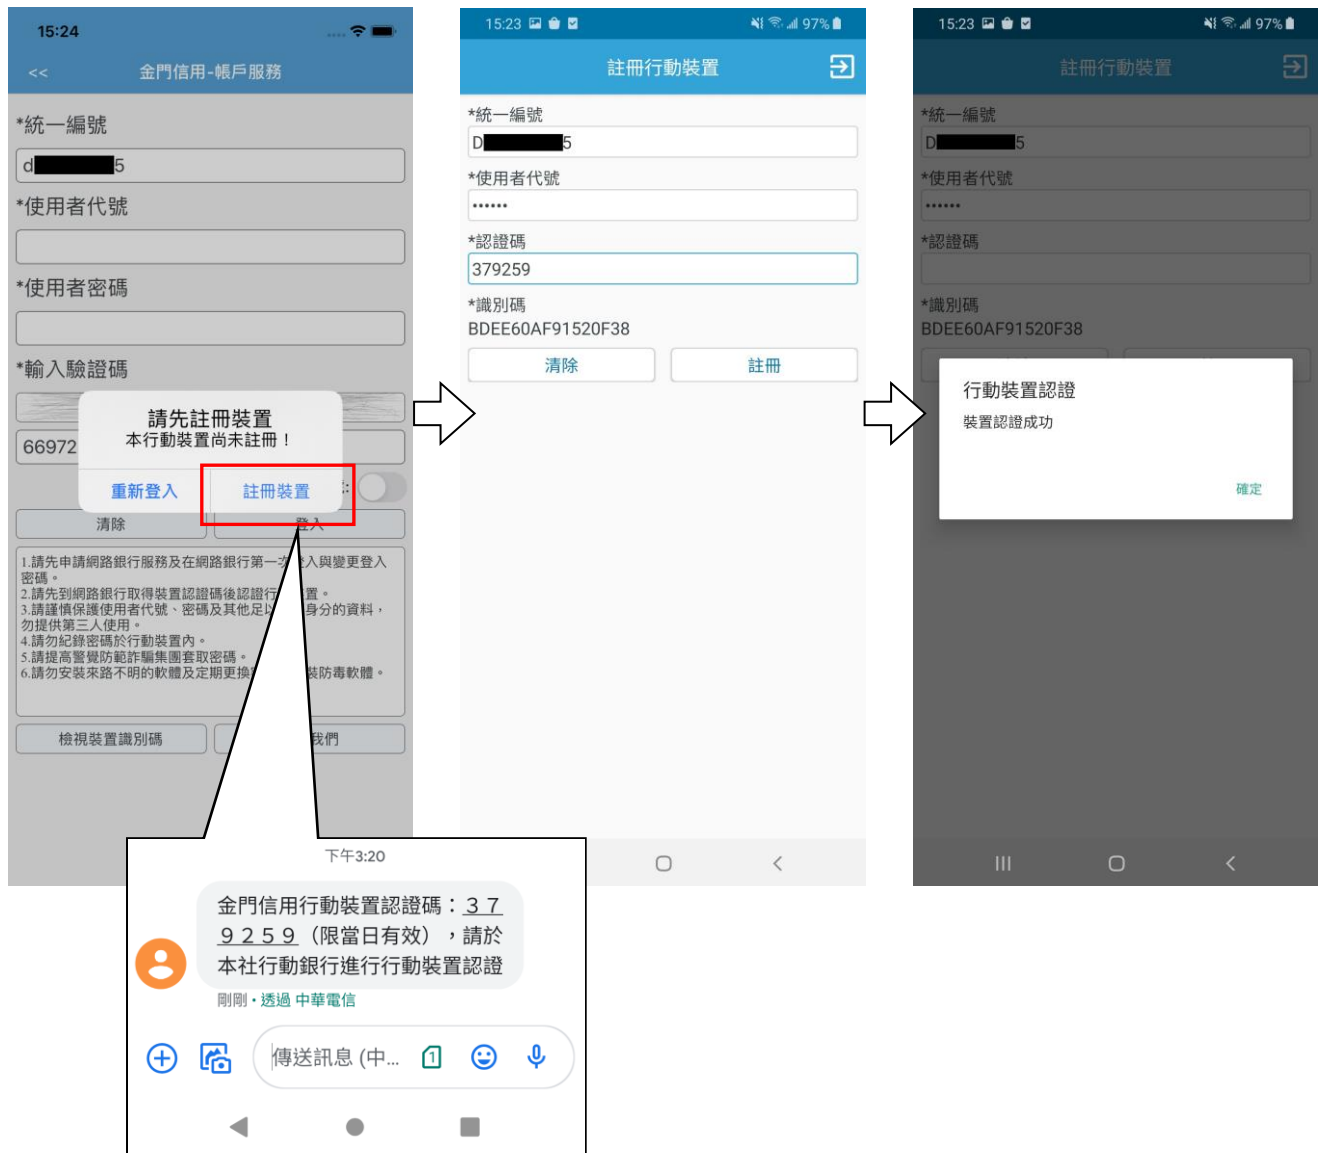 15:24
<< 金門信用-帳戶服務
*統一編號
d 5
*使用者代號
*使用者密碼
*輸入驗證碼
66972
請先註冊裝置
本行動裝置尚未註冊！
重新登入 註冊裝置
清除 登入
1.請先申請網路銀行服務及在網路銀行第一次 入與變更登入
密碼。
2.請先到網路銀行取得裝置認證碼後認證行 置。
3.請謹慎保護使用者代號、密碼及其他足以 身分的資料，
勿提供第三人使用。
4.請勿紀錄密碼於行動裝置內。
5.請提高警覺防範詐騙集團套取密碼。
6.請勿安裝來路不明的軟體及定期更換 裝防毒軟體。
檢視裝置識別碼 我們
下午3:20
金門信用行動裝置認證碼：３７
９２５９（限當日有效），請於
本社行動銀行進行行動裝置認證
剛剛・透過 中華電信
傳送訊息 (中... 1
15:23 97%
註冊行動裝置
*統一編號
D 5
*使用者代號
••••••
*認證碼
379259
*識別碼
BDEE60AF91520F38
清除 註冊
15:23 97%
註冊行動裝置
*統一編號
D 5
*使用者代號
••••••
*認證碼
*識別碼
BDEE60AF91520F38
行動裝置認證
裝置認證成功
確定